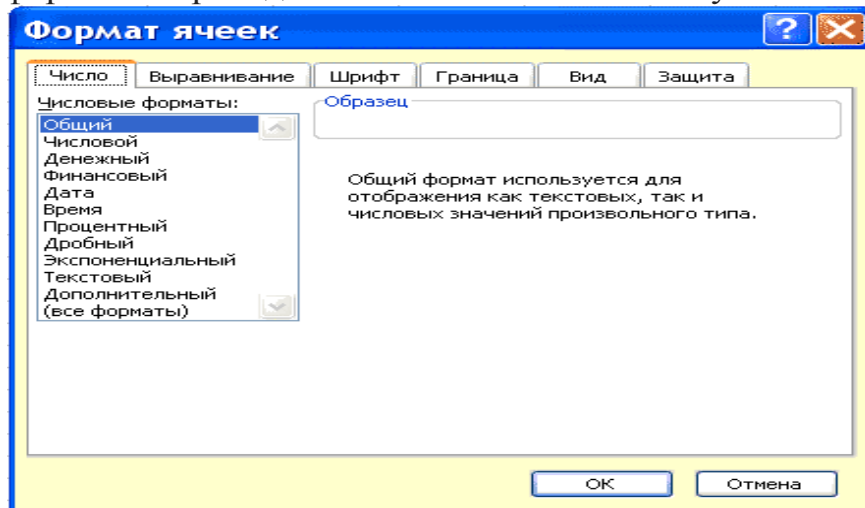 Формат ячеек
Число Выравнивание Шрифт Граница Вид Защита
Числовые форматы:
Образец
Общий
Числовой
Денежный
Финансовый
Дата
Время
Процентный
Дробный
Экспоненциальный
Текстовый
Дополнительный
(все форматы)
Общий формат используется для
отображения как текстовых, так и
числовых значений произвольного типа.
ОК Отмена